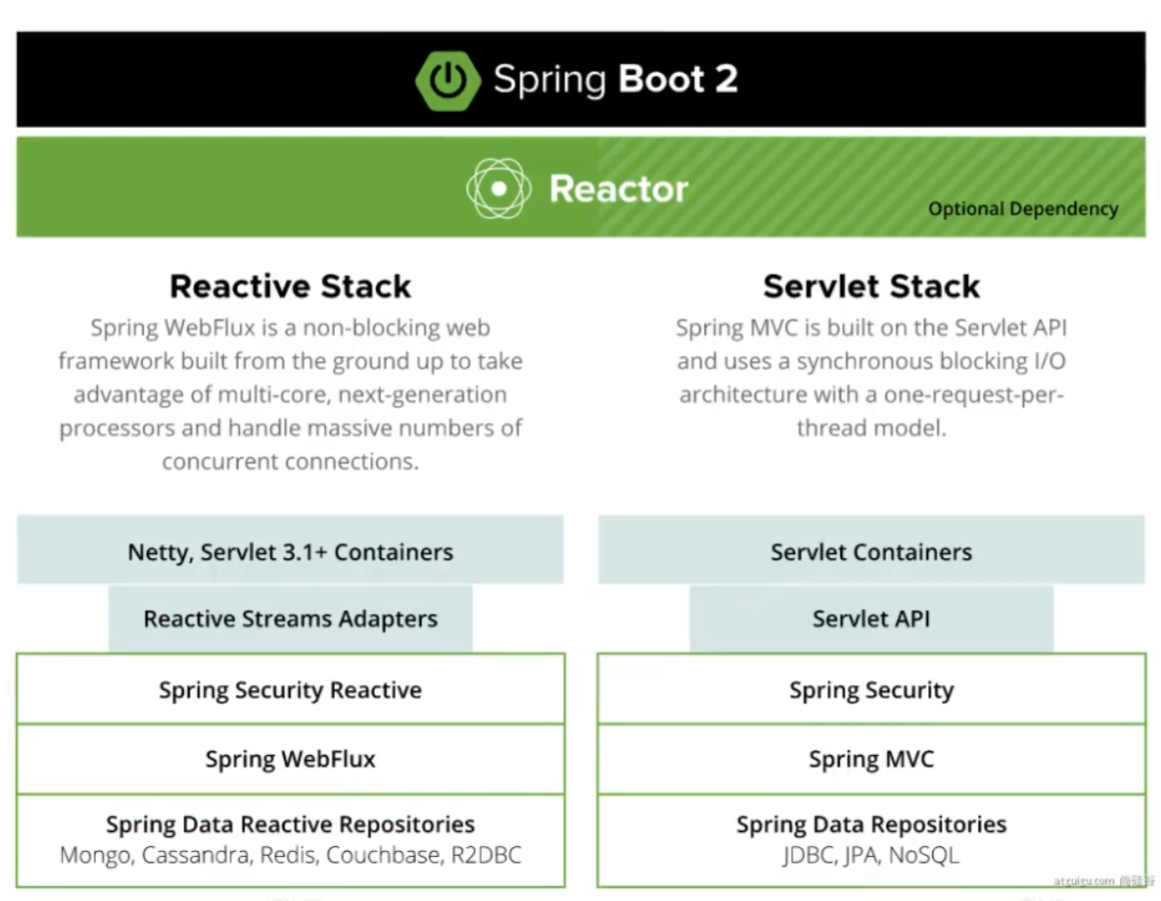 Spring Boot 2
Reactor
Optional Dependency
Reactive Stack
Spring WebFlux is a non-blocking web
framework built from the ground up to take
advantage of multi-core, next-generation
processors and handle massive numbers of
concurrent connections.
Netty, Servlet 3.1+ Containers
Reactive Streams Adapters
Spring Security Reactive
Spring WebFlux
Spring Data Reactive Repositories
Mongo, Cassandra, Redis, Couchbase, R2DBC
Servlet Stack
Spring MVC is built on the Servlet API
and uses a synchronous blocking I/O
architecture with a one-request-per-
thread model.
Servlet Containers
Servlet API
Spring Security
Spring MVC
Spring Data Repositories
JDBC, JPA, NoSQL
atguigu.com 尚硅谷